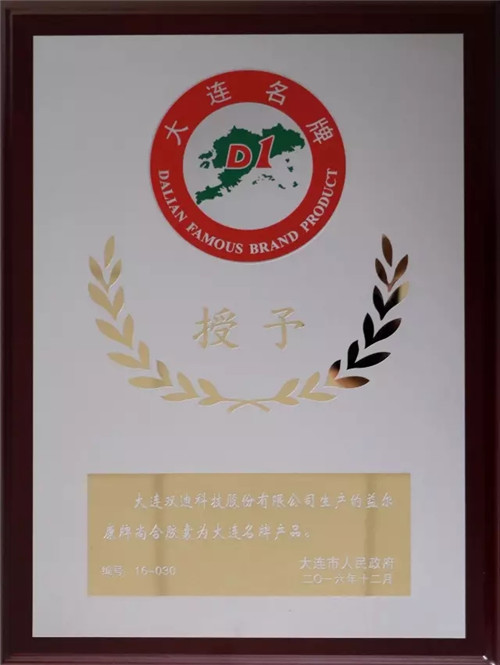 大连名牌
D1
DALIAN FAMOUS BRAND PRODUCT
授予
大连双迪科技股份有限公司生产的益尔
康牌尚合胶囊为大连名牌产品。
编号：16-030
大连市人民政府
二〇一六年十二月